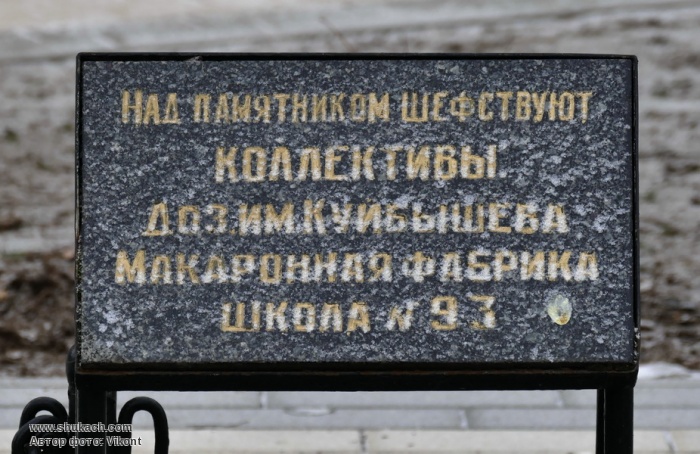 Над памятником шефствуют
коллективы
Доз.им.Куйбышева
Макаронная фабрика
школа № 93
www.shukach.com
Автор фото: Vikont